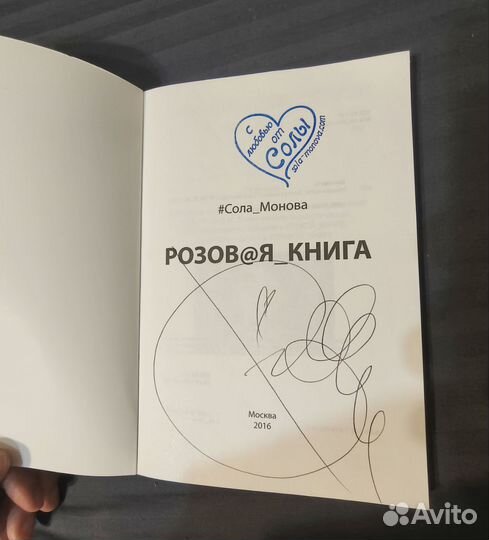 С
любовью
от
Солы
sola-monova.com
#Сола_Монова
РОЗОВ@Я_КНИГА
Москва
2016
Avito